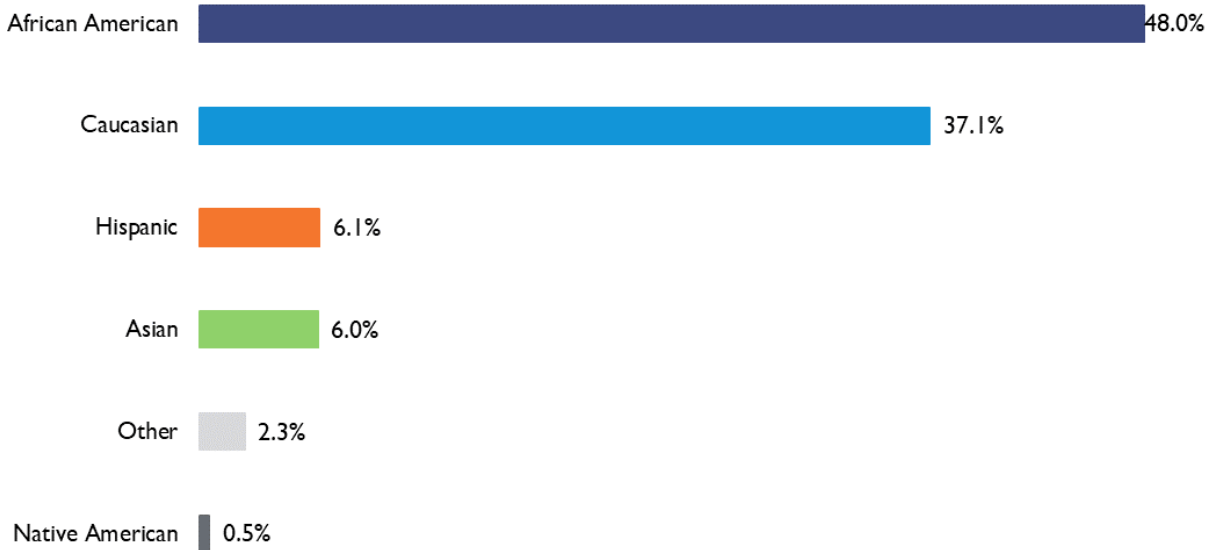 African American 48.0%
Caucasian 37.1%
Hispanic 6.1%
Asian 6.0%
Other 2.3%
Native American 0.5%